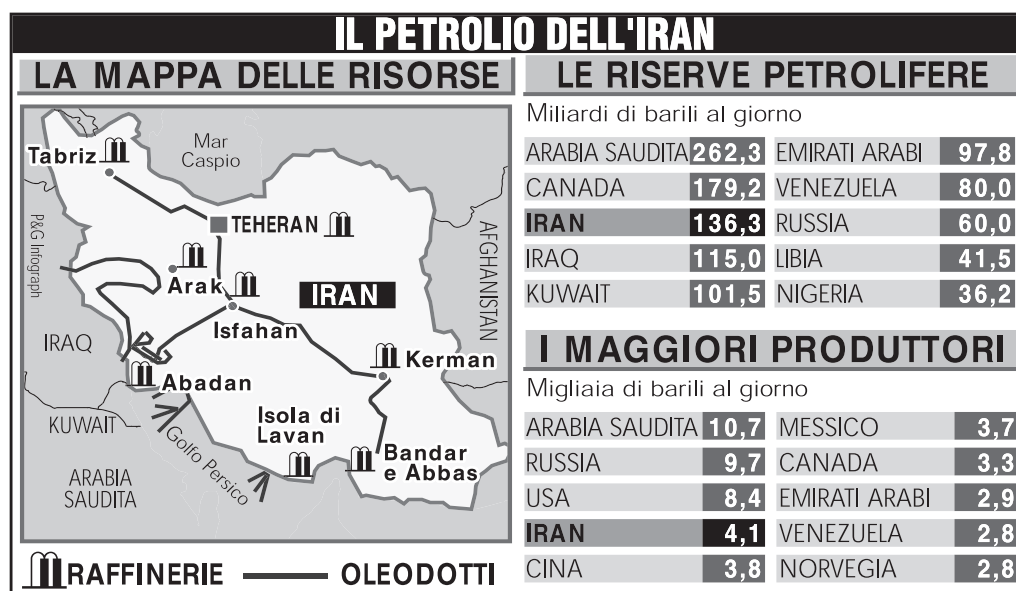 IL PETROLIO DELL'IRAN
LA MAPPA DELLE RISORSE
Mar
Caspio
Tabriz
TEHERAN
P&G Infograph
AFGHANISTAN
Arak
IRAN
Isfahan
IRAQ
Kerman
Abadan
KUWAIT
Isola di
Lavan
Golfo Persico
Bandar
e Abbas
ARABIA
SAUDITA
RAFFINERIE
OLEODOTTI
LE RISERVE PETROLIFERE
Miliardi di barili al giorno
ARABIA SAUDITA 262,3 EMIRATI ARABI 97,8
CANADA 179,2 VENEZUELA 80,0
IRAN 136,3 RUSSIA 60,0
IRAQ 115,0 LIBIA 41,5
KUWAIT 101,5 NIGERIA 36,2
I MAGGIORI PRODUTTORI
Migliaia di barili al giorno
ARABIA SAUDITA 10,7 MESSICO 3,7
RUSSIA 9,7 CANADA 3,3
USA 8,4 EMIRATI ARABI 2,9
IRAN 4,1 VENEZUELA 2,8
CINA 3,8 NORVEGIA 2,8